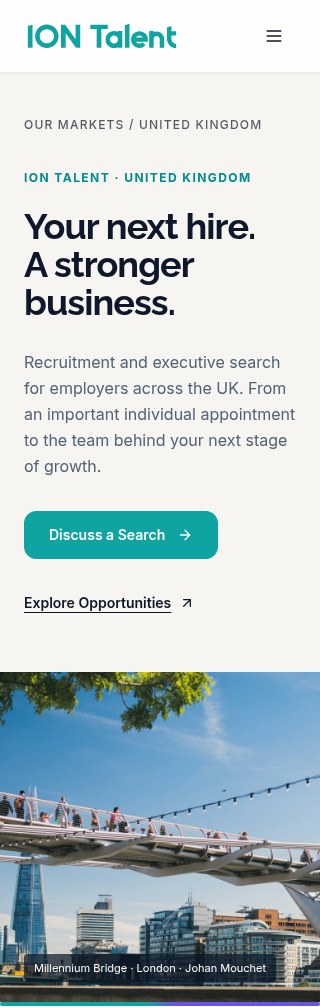 ION Talent
OUR MARKETS / UNITED KINGDOM
ION TALENT · UNITED KINGDOM
Your next hire.
A stronger
business.
Recruitment and executive search
for employers across the UK. From
an important individual appointment
to the team behind your next stage
of growth.
Discuss a Search →
Explore Opportunities ↗
Millennium Bridge · London · Johan Mouchet